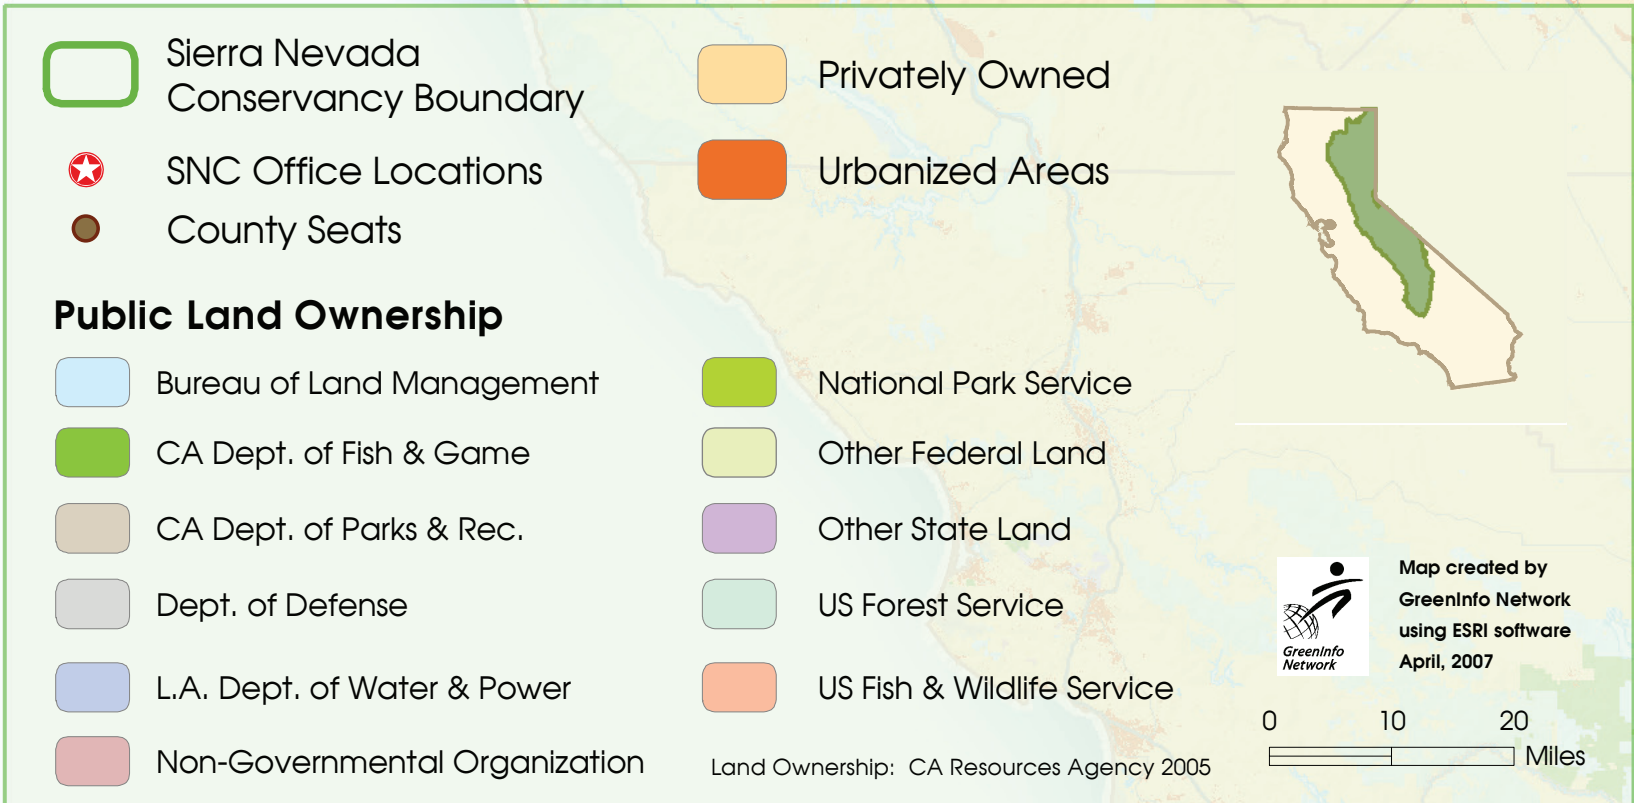 Sierra Nevada
Conservancy Boundary
SNC Office Locations
County Seats
Privately Owned
Urbanized Areas
Public Land Ownership
Bureau of Land Management
CA Dept. of Fish & Game
CA Dept. of Parks & Rec.
Dept. of Defense
L.A. Dept. of Water & Power
Non-Governmental Organization
National Park Service
Other Federal Land
Other State Land
US Forest Service
US Fish & Wildlife Service
Land Ownership: CA Resources Agency 2005
GreenInfo
Network
Map created by
GreenInfo Network
using ESRI software
April, 2007
0 10 20
Miles